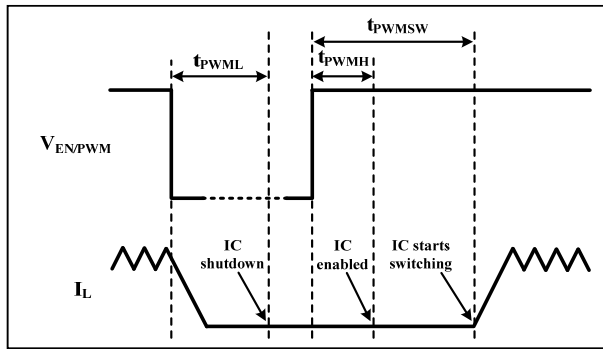 tPWMSW
tPWML
tPWMH
VEN/PWM
IC shutdown
IC enabled
IC starts switching
IL